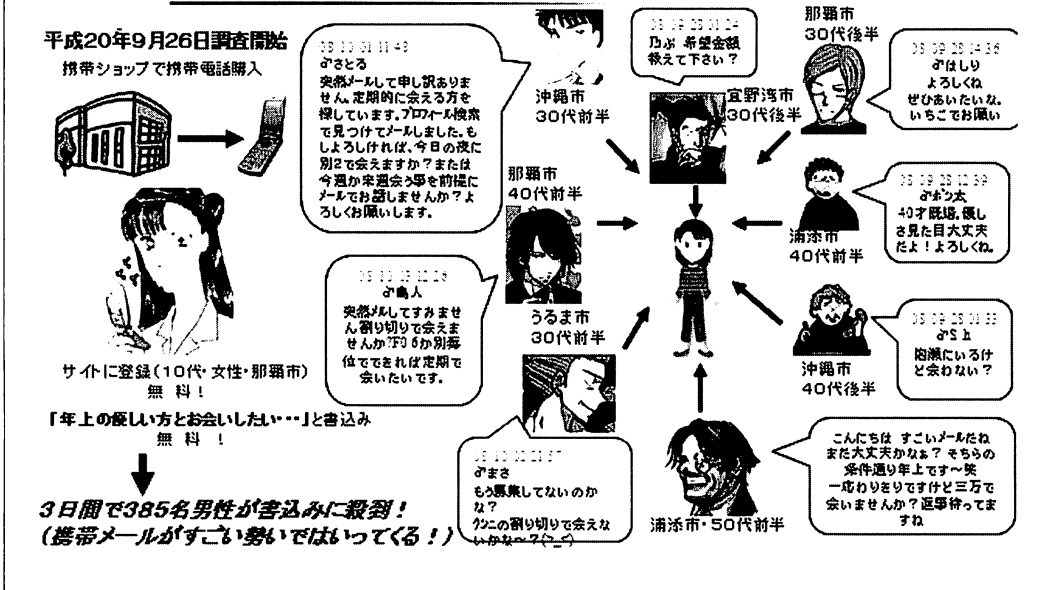 平成20年9月26日調査開始
携帯ショップで携帯電話購入
サイトに登録(10代・女性・那覇市)
無 料!
「年上の優しい方とお会いしたい・・・」と書込み
無 料 !
3日間で385名男性が書込みに殺到!
(携帯メールがすごい勢いではいってくる!)
♂さとる
突然メールして申し訳ありま
せん。定期的に会える方を
探しています。プロフィール検索
で見つけてメールしました。も
しよろしければ、今日の夜に
別2で会えますか?または
今週か来週会う事を前提に
メールでお話しませんか?よ
ろしくお願いします。
沖縄市
30代前半
08 09 28 01:24
乃ぶ 希望金額
教えて下さい?
宜野湾市
30代後半
那覇市
30代後半
08 09 28 14:36
♂はしり
よろしくね
ぜひあいたいな。
いちごでお願い
那覇市
40代前半
♂島人
突然メルしてすみませ
ん割り切りで会えま
せんか?
位でできれば定期で
会いたいです。
うるま市
30代前半
08 09 28 12:39
♂ポン太
40才既婚。優し
さ見た目大丈夫
だよ!よろしくね。
浦添市
40代前半
♂Sh
泡瀬にいるけ
ど会わない?
沖縄市
40代後半
♂まさ
もう募集してないのか
な?
の割り切りで会えな
いかな~?
こんにちは すごいメールだね
まだ大丈夫かなぁ? そちらの
条件通り年上です~笑
一応わりきりですけど三万で
会いませんか?返事待ってま
すね
浦添市・50代前半